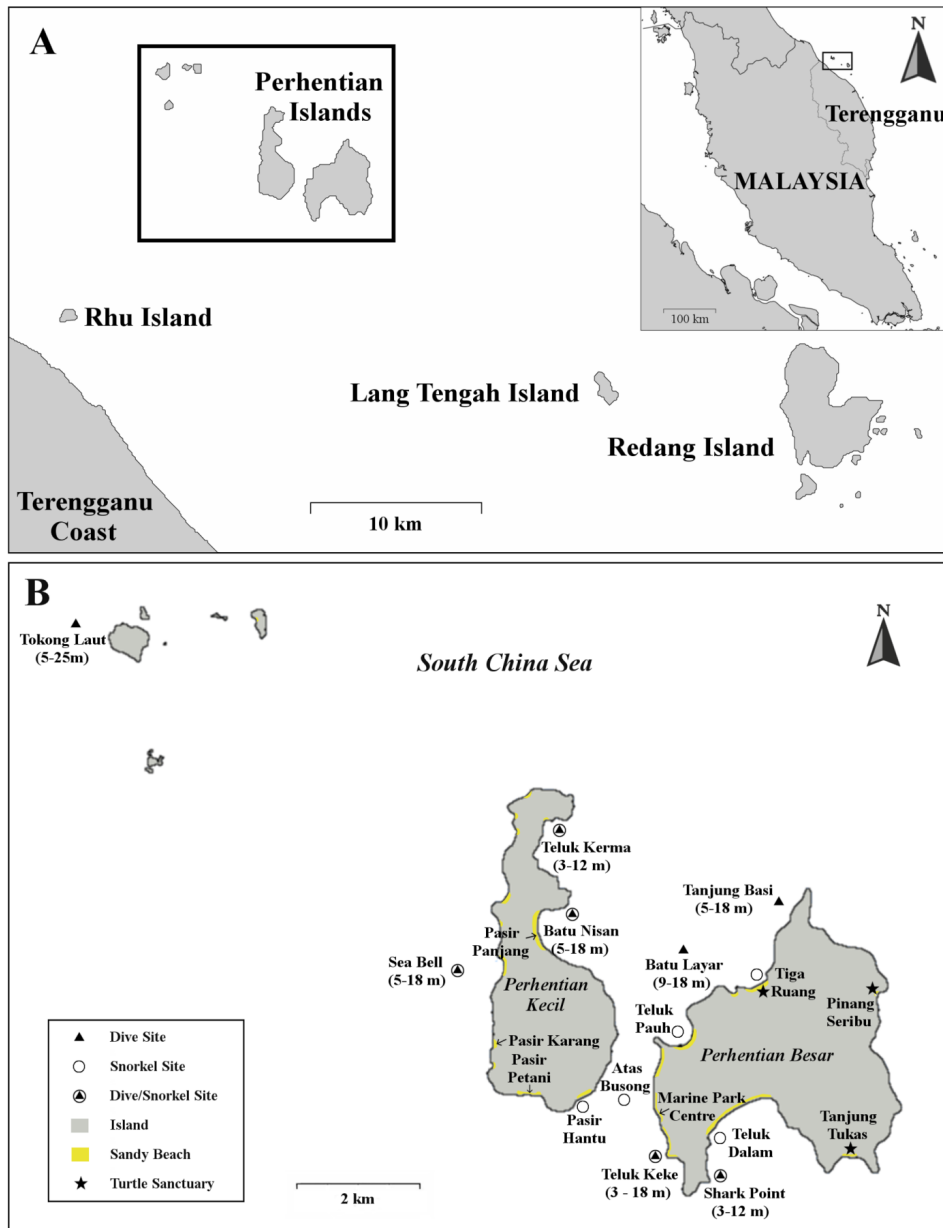 A
Perhentian
Islands
N
Terengganu
MALAYSIA
100 km
Rhu Island
Lang Tengah Island
Redang Island
Terengganu
Coast
10 km
B
N
Tokong Laut
(5-25m)
South China Sea
Teluk Kerma
(3-12 m)
Tanjung Basi
(5-18 m)
Pasir
Panjang
Batu Nisan
(5-18 m)
Sea Bell
(5-18 m)
Batu Layar
(9-18 m)
Tiga
Ruang
Pinang
Seribu
Perhentian
Kecil
Teluk
Pauh
Pasir Karang
Pasir
Petani
Perhentian Besar
Atas
Busong
Pasir
Hantu
Marine Park
Centre
Teluk
Dalam
Tanjung
Tukas
Teluk Keke
(3 - 18 m)
Shark Point
(3-12 m)
Dive Site
Snorkel Site
Dive/Snorkel Site
Island
Sandy Beach
Turtle Sanctuary
2 km